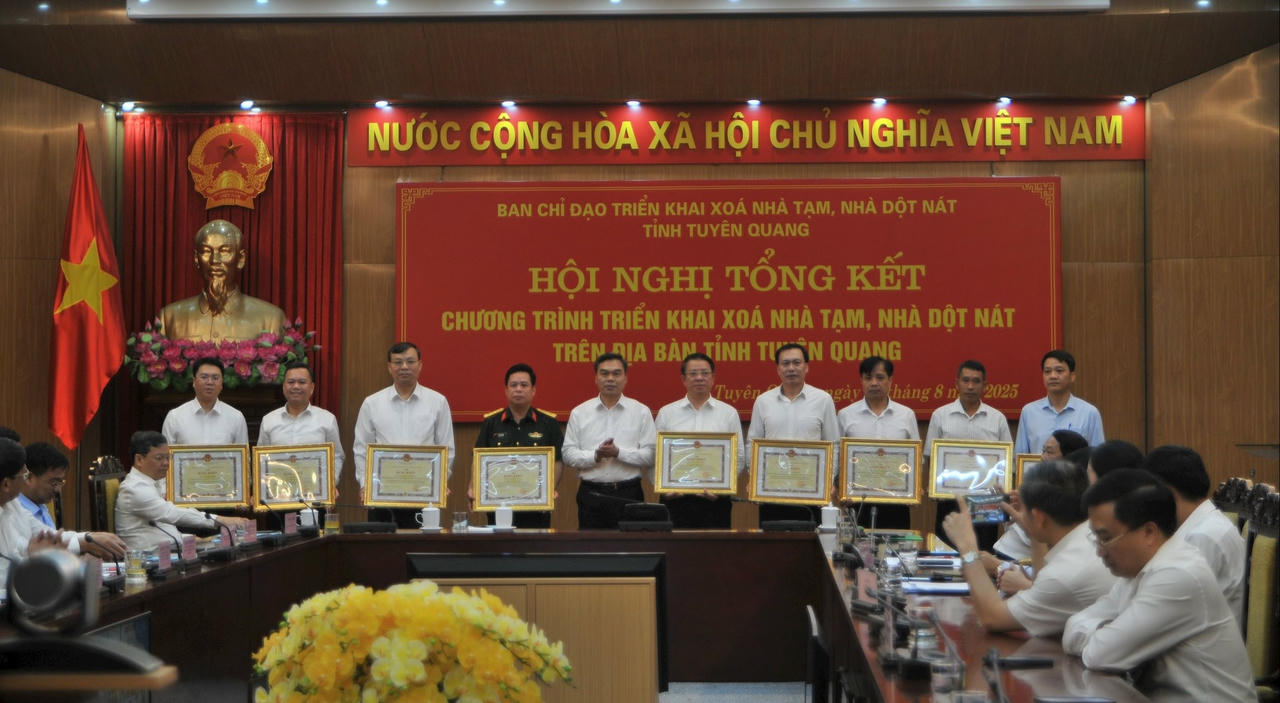 NƯỚC CỘNG HÒA XÃ HỘI CHỦ NGHĨA VIỆT NAM
BAN CHỈ ĐẠO TRIỂN KHAI XOÁ NHÀ TẠM, NHÀ DỘT NÁT
TỈNH TUYÊN QUANG
HỘI NGHỊ TỔNG KẾT
CHƯƠNG TRÌNH TRIỂN KHAI XOÁ NHÀ TẠM, NHÀ DỘT NÁT
TRÊN ĐỊA BÀN TỈNH TUYÊN QUANG
Tuyên ngày tháng 8 2025